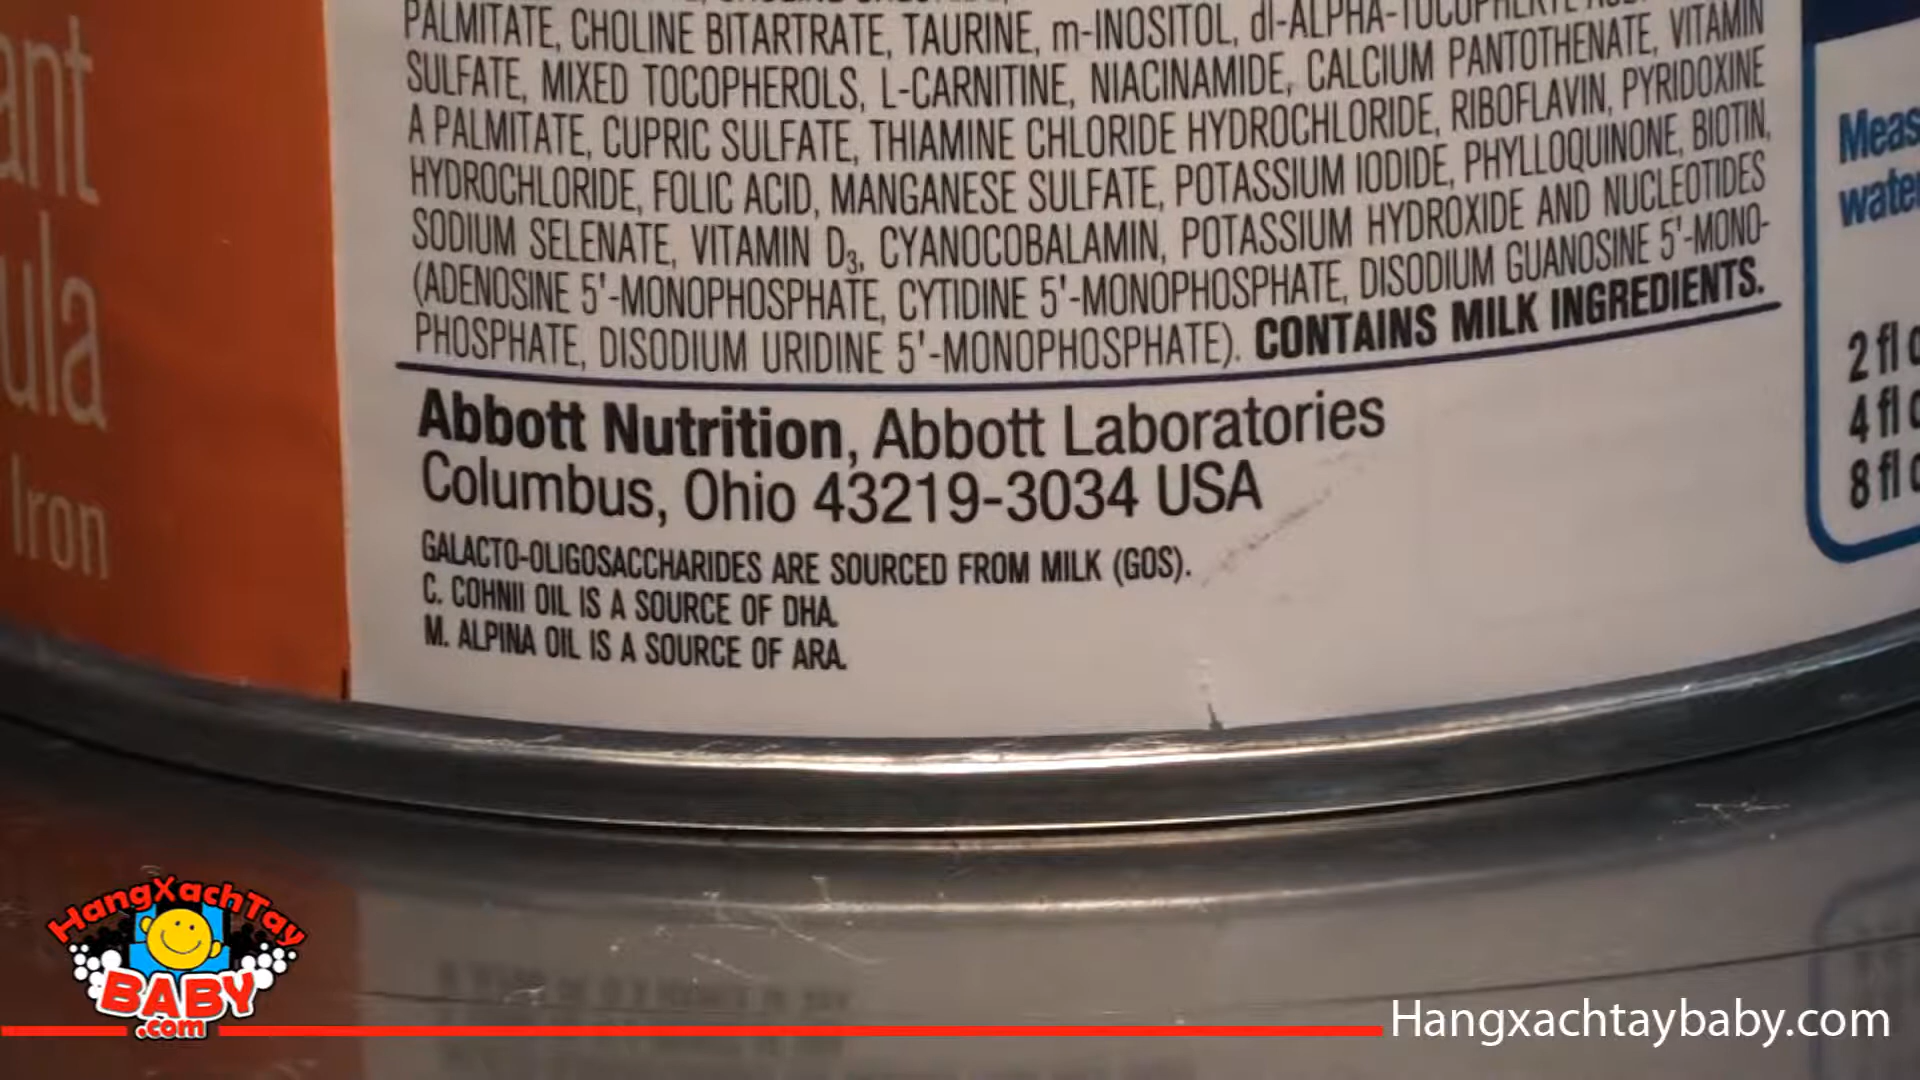 PALMITATE, CHOLINE BITARTRATE, TAURINE, m-INOSITOL,
SULFATE, MIXED TOCOPHEROLS, L-CARNITINE, NIACINAMIDE, CALCIUM PANTOTHENATE, VITAMIN
A PALMITATE, CUPRIC SULFATE, THIAMINE CHLORIDE HYDROCHLORIDE, RIBOFLAVIN, PYRIDOXINE
HYDROCHLORIDE, FOLIC ACID, MANGANESE SULFATE, POTASSIUM IODIDE, PHYLLOQUINONE, BIOTIN,
SODIUM SELENATE, VITAMIN D3, CYANOCOBALAMIN, POTASSIUM HYDROXIDE AND NUCLEOTIDES
(ADENOSINE 5'-MONOPHOSPHATE, CYTIDINE 5'-MONOPHOSPHATE, DISODIUM GUANOSINE 5'-MONO-
PHOSPHATE, DISODIUM URIDINE 5'-MONOPHOSPHATE). CONTAINS MILK INGREDIENTS.
Abbott Nutrition, Abbott Laboratories
Columbus, Ohio 43219-3034 USA
GALACTO-OLIGOSACCHARIDES ARE SOURCED FROM MILK (GOS).
C. COHNII OIL IS A SOURCE OF DHA.
M. ALPINA OIL IS A SOURCE OF ARA.
ant
ula
Iron
Meas
water
2 fl o
4 fl o
8 fl o
HangXachTay
BABY
.com
Hangxachtaybaby.com